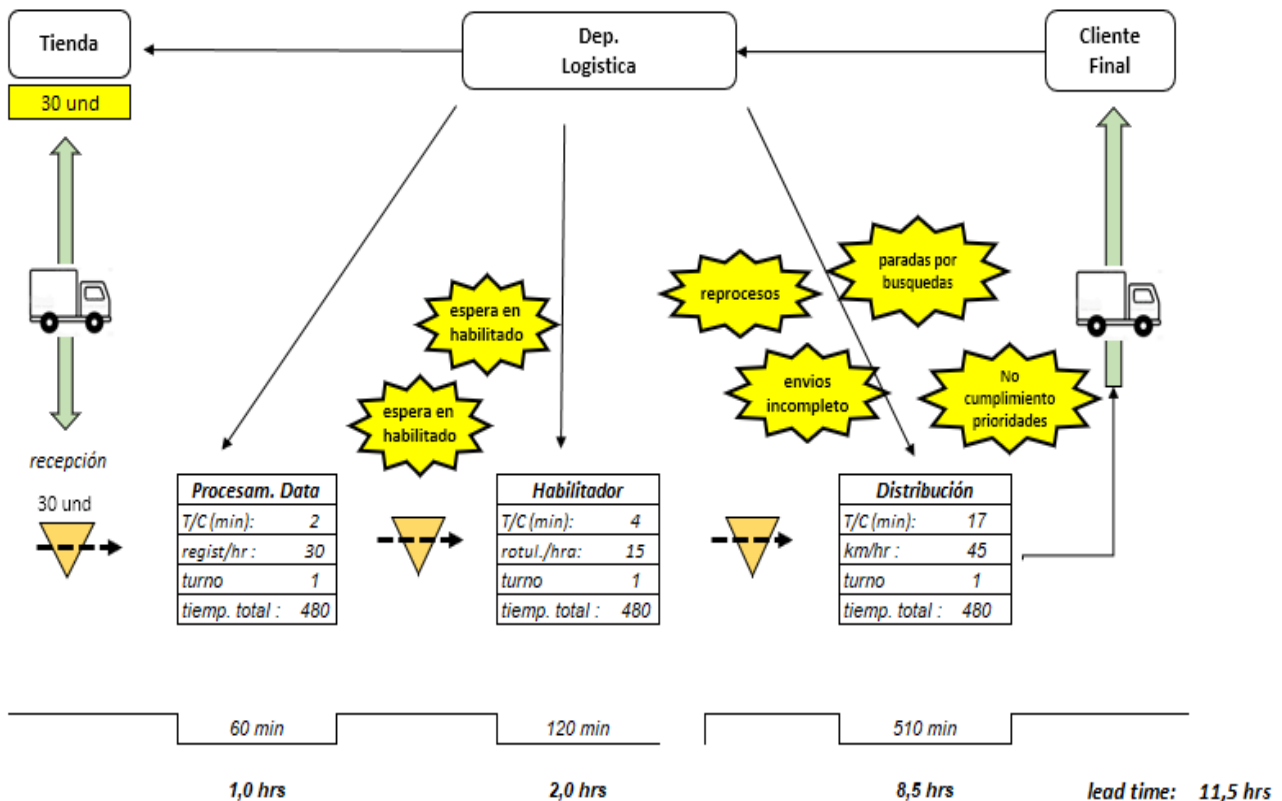 Tienda
Dep.
Logistica
Cliente
Final
30 und
paradas por
busquedas
reprocesos
espera en
habilitado
envios
incompleto
No
cumplimiento
prioridades
espera en
habilitado
recepción
30 und
Procesam. Data
T/C (min): 2
regist/hr : 30
turno 1
tiemp. total : 480
Habilitador
T/C (min): 4
rotul./hra: 15
turno 1
tiemp. total : 480
Distribución
T/C (min): 17
km/hr : 45
turno 1
tiemp. total : 480
60 min
120 min
510 min
1,0 hrs
2,0 hrs
8,5 hrs
lead time: 11,5 hrs